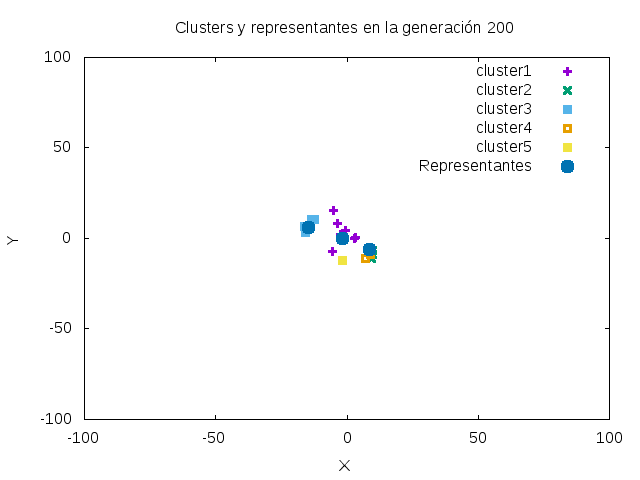 Clusters y representantes en la generación 200
100
50
0
-50
-100
-100
-50
0
50
100
Y
X
cluster1
cluster2
cluster3
cluster4
cluster5
Representantes